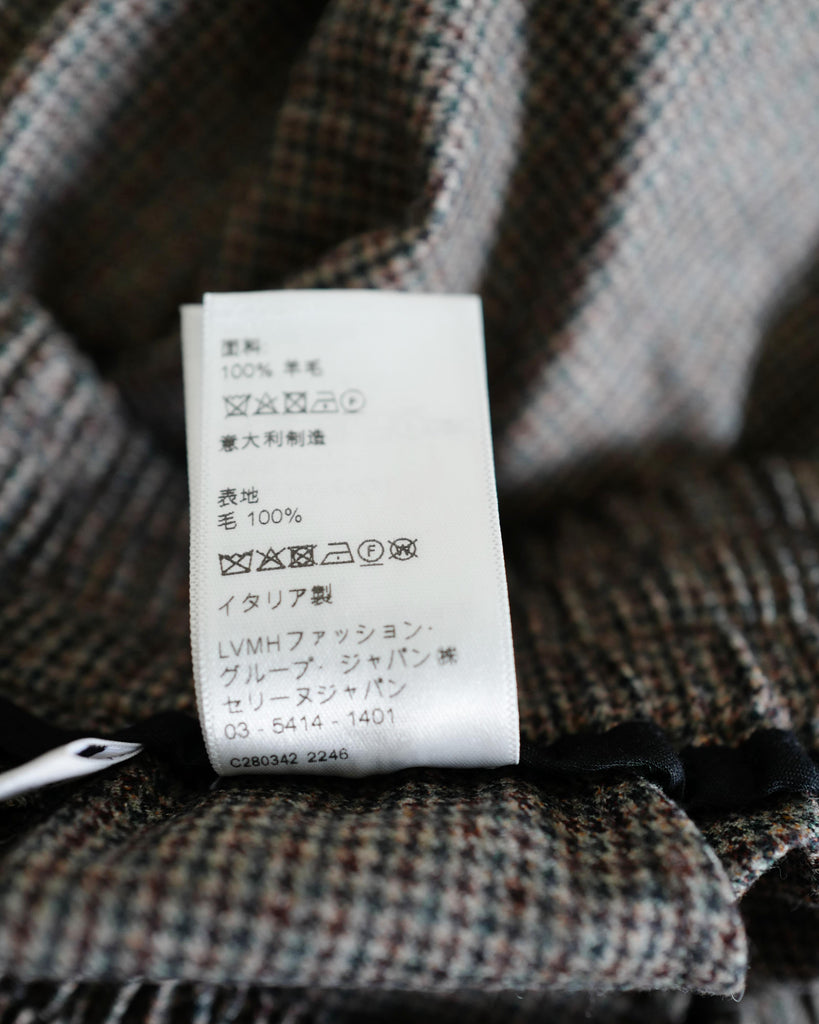 面料:
100% 羊毛
意大利制造
表地
毛 100%
イタリア製
LVMHファッション・
グループ・ジャパン㈱
セリーヌジャパン
03 - 5414 - 1401
C280342 2246